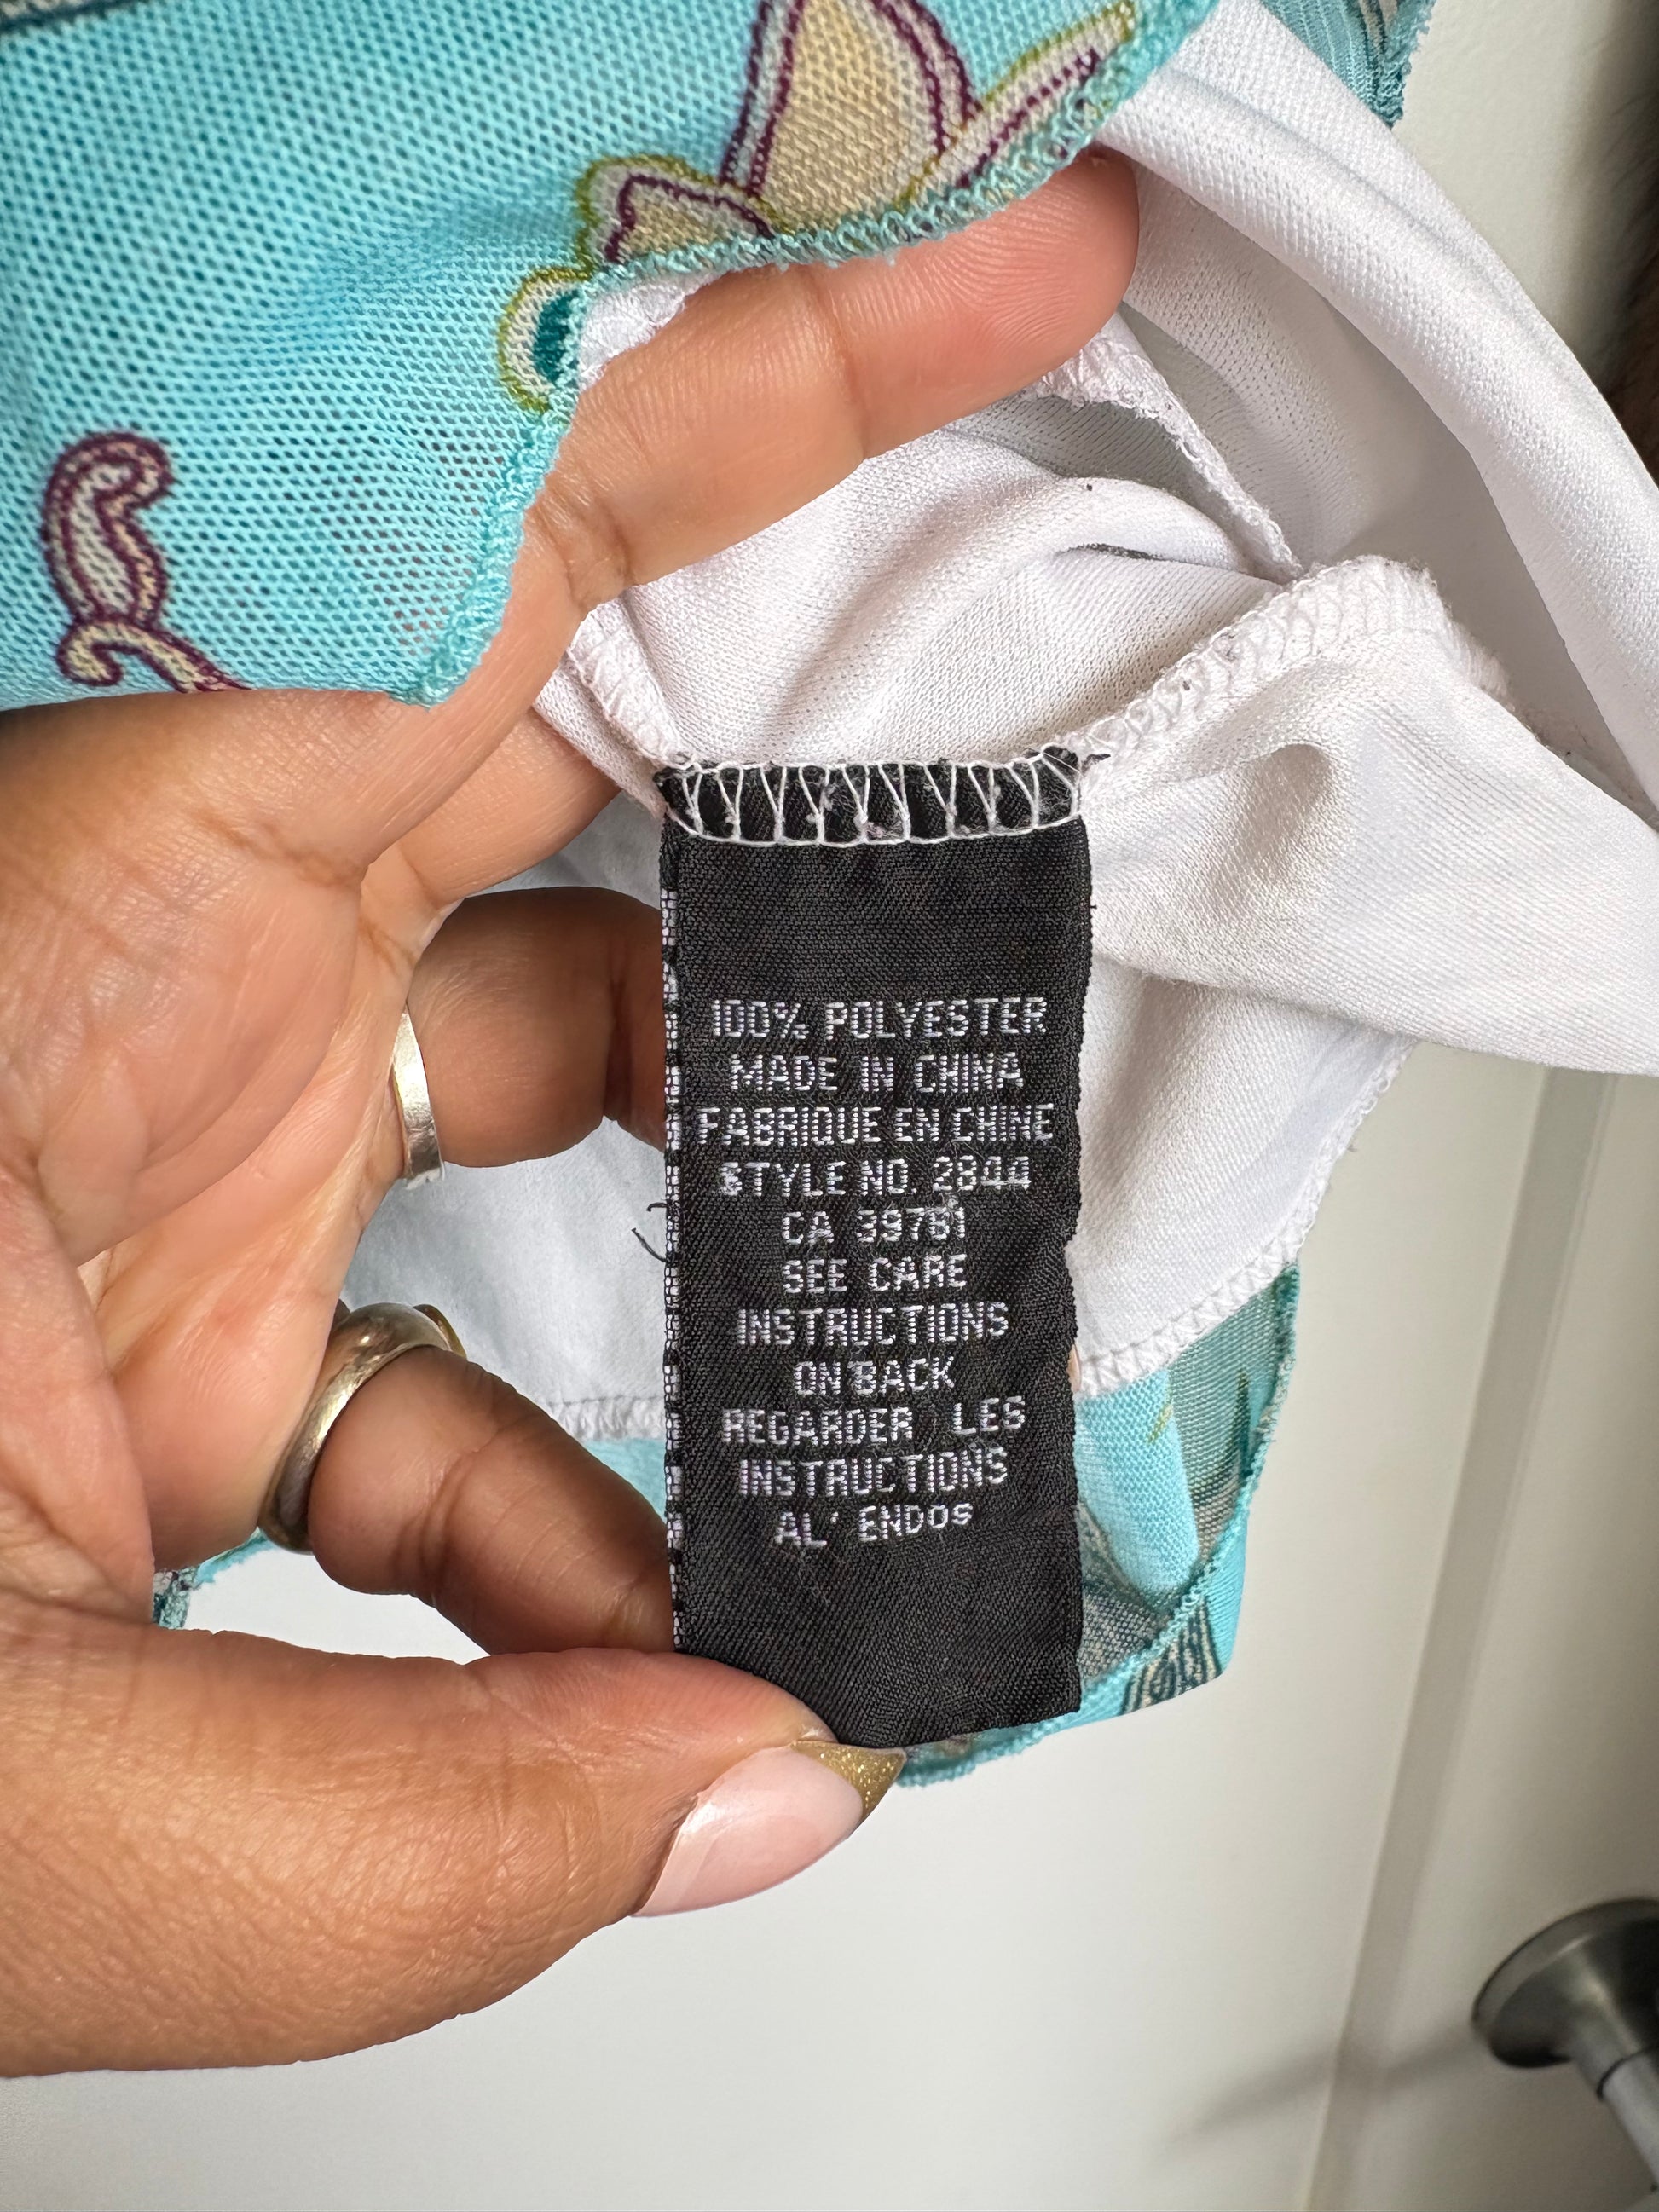 100% POLYESTER
MADE IN CHINA
FABRIQUE EN CHINE
STYLE NO. 2844
CA 39781
SEE CARE
INSTRUCTIONS
ON BACK
REGARDER LES
INSTRUCTIONS
AL' ENDOS